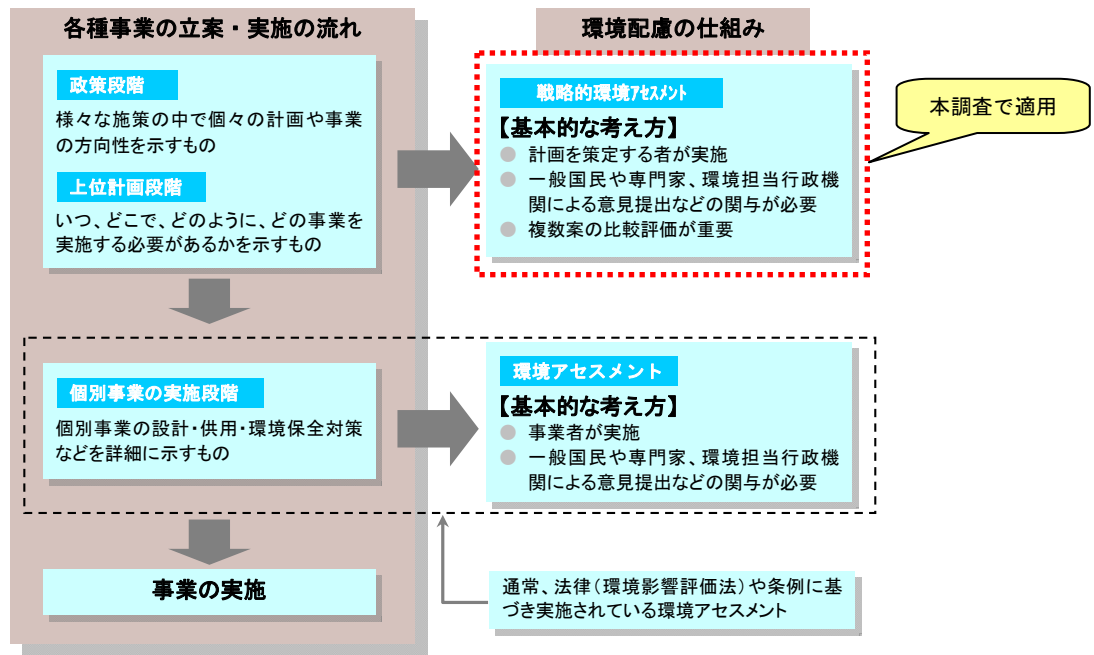 各種事業の立案・実施の流れ
政策段階
様々な施策の中で個々の計画や事業
の方向性を示すもの
上位計画段階
いつ、どこで、どのように、どの事業を
実施する必要があるかを示すもの
個別事業の実施段階
個別事業の設計・供用・環境保全対策
などを詳細に示すもの
事業の実施
環境配慮の仕組み
戦略的環境ｱｾｽﾒﾝﾄ
【基本的な考え方】
● 計画を策定する者が実施
● 一般国民や専門家、環境担当行政機
関による意見提出などの関与が必要
● 複数案の比較評価が重要
本調査で適用
環境アセスメント
【基本的な考え方】
● 事業者が実施
● 一般国民や専門家、環境担当行政機
関による意見提出などの関与が必要
通常、法律(環境影響評価法)や条例に基
づき実施されている環境アセスメント